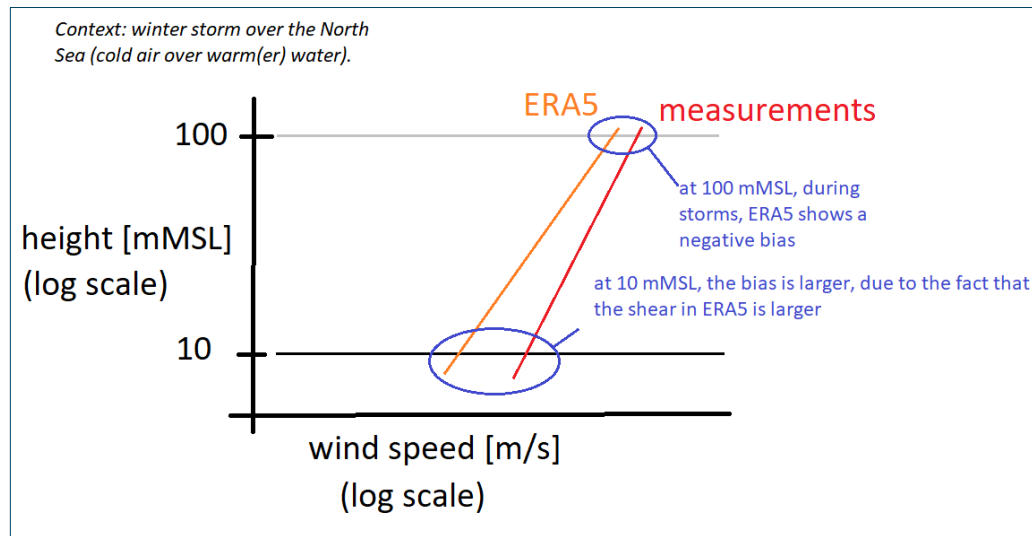 Context: winter storm over the North
Sea (cold air over warm(er) water).
ERA5
measurements
100
at 100 mMSL, during
storms, ERA5 shows a
negative bias
height [mMSL]
(log scale)
at 10 mMSL, the bias is larger, due to the fact that
the shear in ERA5 is larger
10
wind speed [m/s]
(log scale)